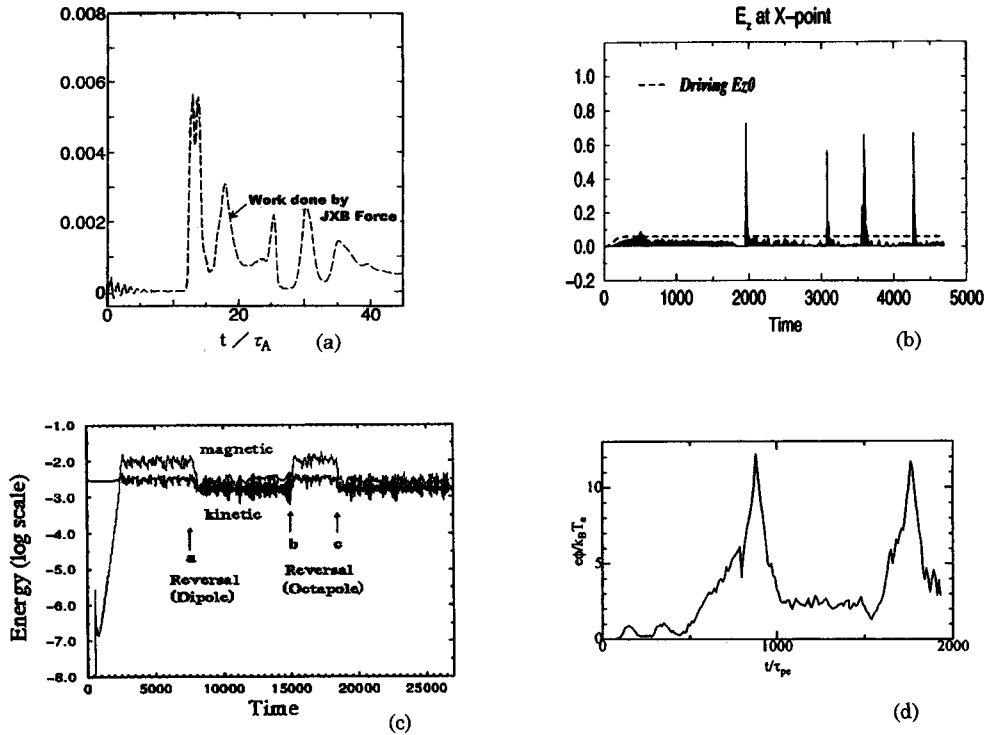 0.008
0.006
0.004
0.002
0
Work done by
JXB Force
0 20 40
t / τA
(a)
Ez at X-point
1.0
0.8
0.6
0.4
0.2
0.0
-0.2
Driving Ez0
0 1000 2000 3000 4000 5000
Time
(b)
-1.0
-2.0
-3.0
-4.0
-5.0
-6.0
-7.0
-8.0
Energy (log scale)
magnetic
kinetic
a b c
Reversal
(Dipole)
Reversal
(Octapole)
0 5000 10000 15000 20000 25000
Time
(c)
10
5
0
eϕ/kBTe
1000 2000
t/τpe
(d)